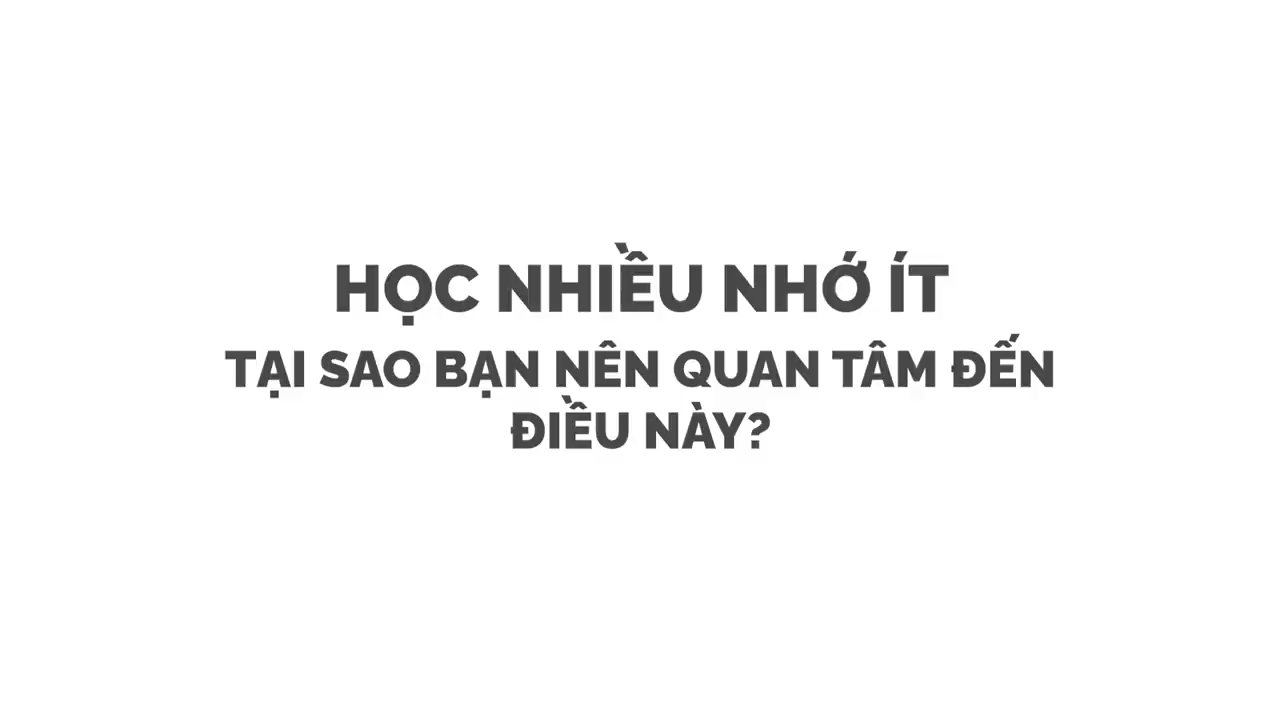 HỌC NHIỀU NHỚ ÍT
TẠI SAO BẠN NÊN QUAN TÂM ĐẾN
ĐIỀU NÀY?